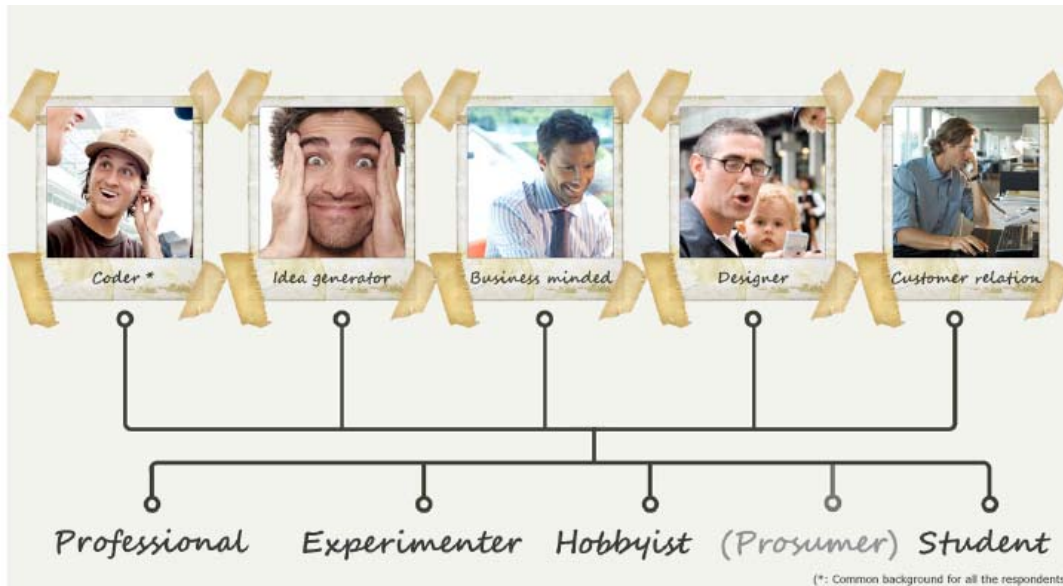 Coder *
Idea generator
Business minded
Designer
Customer relation
Professional
Experimenter
Hobbyist
(Prosumer)
Student
(*: Common background for all the respondents